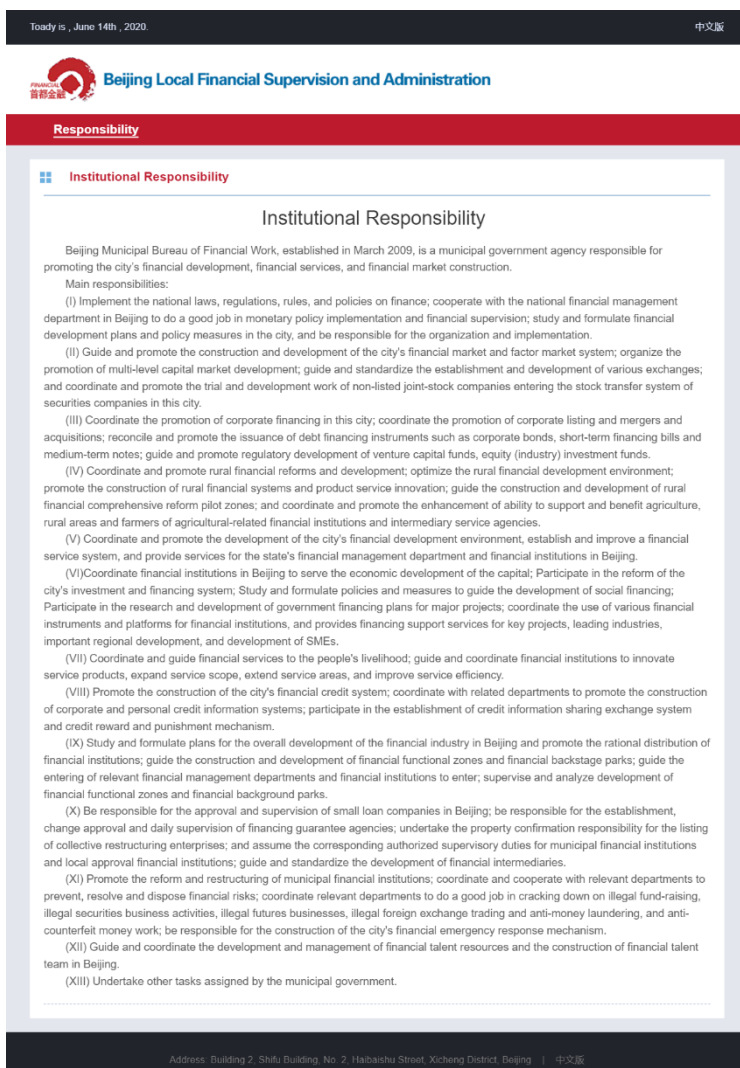 Toady is , June 14th , 2020.
中文版
FINANCIAL
首都金融
Beijing Local Financial Supervision and Administration
Responsibility
Institutional Responsibility
Institutional Responsibility
Beijing Municipal Bureau of Financial Work, established in March 2009, is a municipal government agency responsible for
promoting the city's financial development, financial services, and financial market construction.
Main responsibilities:
(I) Implement the national laws, regulations, rules, and policies on finance; cooperate with the national financial management
department in Beijing to do a good job in monetary policy implementation and financial supervision; study and formulate financial
development plans and policy measures in the city, and be responsible for the organization and implementation.
(II) Guide and promote the construction and development of the city's financial market and factor market system; organize the
promotion of multi-level capital market development; guide and standardize the establishment and development of various exchanges;
and coordinate and promote the trial and development work of non-listed joint-stock companies entering the stock transfer system of
securities companies in this city.
(III) Coordinate the promotion of corporate financing in this city; coordinate the promotion of corporate listing and mergers and
acquisitions; reconcile and promote the issuance of debt financing instruments such as corporate bonds, short-term financing bills and
medium-term notes; guide and promote regulatory development of venture capital funds, equity (industry) investment funds.
(IV) Coordinate and promote rural financial reforms and development; optimize the rural financial development environment;
promote the construction of rural financial systems and product service innovation; guide the construction and development of rural
financial comprehensive reform pilot zones; and coordinate and promote the enhancement of ability to support and benefit agriculture,
rural areas and farmers of agricultural-related financial institutions and intermediary service agencies.
(V) Coordinate and promote the development of the city's financial development environment, establish and improve a financial
service system, and provide services for the state's financial management department and financial institutions in Beijing.
(VI)Coordinate financial institutions in Beijing to serve the economic development of the capital; Participate in the reform of the
city's investment and financing system; Study and formulate policies and measures to guide the development of social financing;
Participate in the research and development of government financing plans for major projects; coordinate the use of various financial
instruments and platforms for financial institutions, and provides financing support services for key projects, leading industries,
important regional development, and development of SMEs.
(VII) Coordinate and guide financial services to the people's livelihood; guide and coordinate financial institutions to innovate
service products, expand service scope, extend service areas, and improve service efficiency.
(VIII) Promote the construction of the city's financial credit system; coordinate with related departments to promote the construction
of corporate and personal credit information systems; participate in the establishment of credit information sharing exchange system
and credit reward and punishment mechanism.
(IX) Study and formulate plans for the overall development of the financial industry in Beijing and promote the rational distribution of
financial institutions; guide the construction and development of financial functional zones and financial backstage parks; guide the
entering of relevant financial management departments and financial institutions to enter; supervise and analyze development of
financial functional zones and financial background parks.
(X) Be responsible for the approval and supervision of small loan companies in Beijing; be responsible for the establishment,
change approval and daily supervision of financing guarantee agencies; undertake the property confirmation responsibility for the listing
of collective restructuring enterprises; and assume the corresponding authorized supervisory duties for municipal financial institutions
and local approval financial institutions; guide and standardize the development of financial intermediaries.
(XI) Promote the reform and restructuring of municipal financial institutions; coordinate and cooperate with relevant departments to
prevent, resolve and dispose financial risks; coordinate relevant departments to do a good job in cracking down on illegal fund-raising,
illegal securities business activities, illegal futures businesses, illegal foreign exchange trading and anti-money laundering, and anti-
counterfeit money work; be responsible for the construction of the city's financial emergency response mechanism.
(XII) Guide and coordinate the development and management of financial talent resources and the construction of financial talent
team in Beijing.
(XIII) Undertake other tasks assigned by the municipal government.
Address: Building 2, Shifu Building, No. 2, Haibaishu Street, Xicheng District, Beijing | 中文版